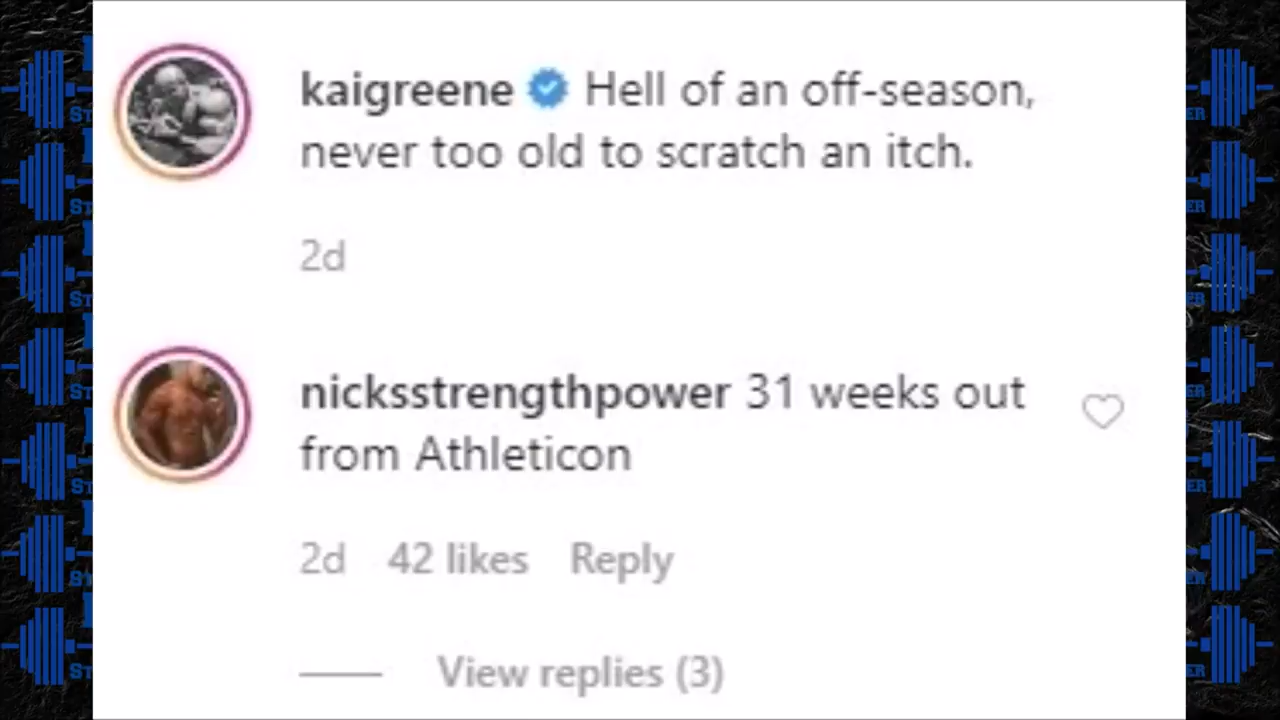 kaigreene Hell of an off-season,
never too old to scratch an itch.
2d
nicksstrengthpower 31 weeks out
from Athleticon
2d 42 likes Reply
View replies (3)